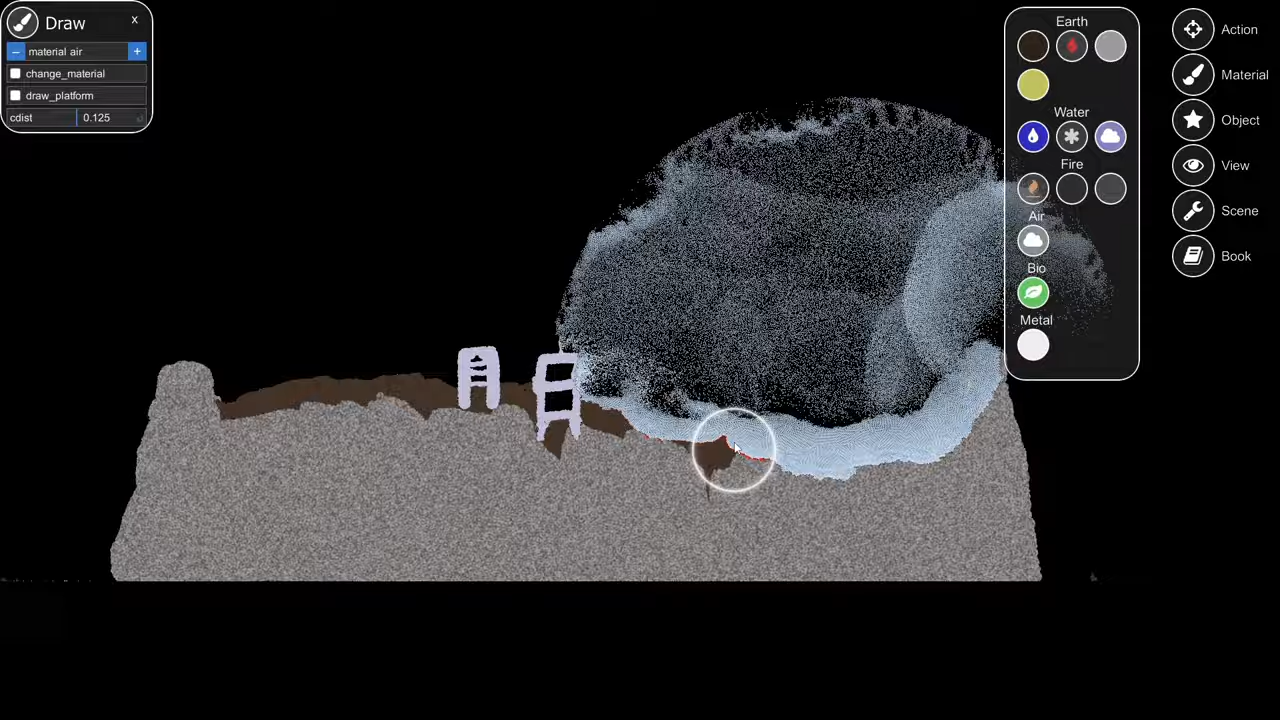 Draw
x
– material air +
change_material
draw_platform
cdist 0.125
Earth
Water
Fire
Air
Bio
Metal
Action
Material
Object
View
Scene
Book